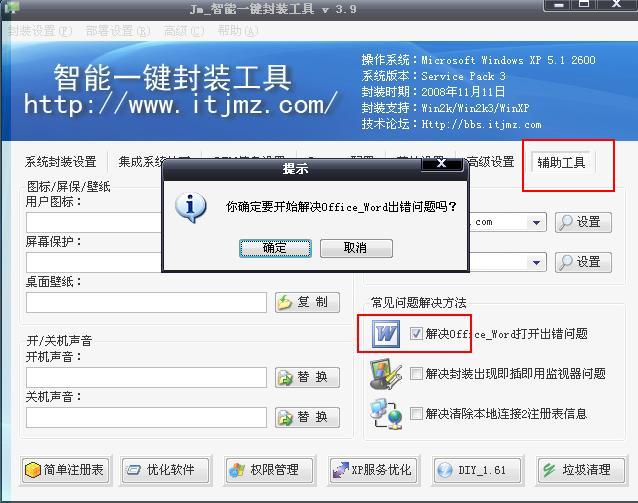 Jm_智能一键封装工具 v 3.9
封装设置(F) 部署设置(R) 高级(C) 帮助(A)
智能一键封装工具
http://www.itjmz.com/
操作系统：Microsoft Windows XP 5.1 2600
系统版本：Service Pack 3
封装时期：2008年11月11日
封装支持：Win2k/Win2k3/WinXP
技术论坛：Http://bbs.itjmz.com
系统封装设置 集成系统 高级设置 辅助工具
提示
X
你确定要开始解决Office_Word出错问题吗？
确定 取消
图标/屏保/壁纸
用户图标：
.com 设置
屏幕保护：
设置
桌面壁纸：
复 制
常见问题解决方法
解决Office_Word打开出错问题
开/关机声音
开机声音：
替 换
解决封装出现即插即用监视器问题
关机声音：
替 换
解决清除本地连接2注册表信息
简单注册表 优化软件 权限管理 XP服务优化 DIY_1.61 垃圾清理